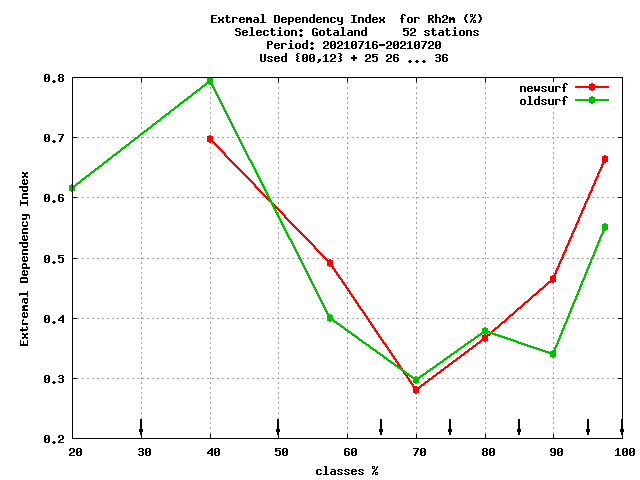 Extremal Dependency Index  for Rh2m (%)
Selection: Gotaland     52 stations
Period: 20210716-20210720
Used {00,12} + 25 26 ... 36
newsurf
oldsurf
Extremal Dependency Index
0.8
0.7
0.6
0.5
0.4
0.3
0.2
20 30 40 50 60 70 80 90 100
classes %